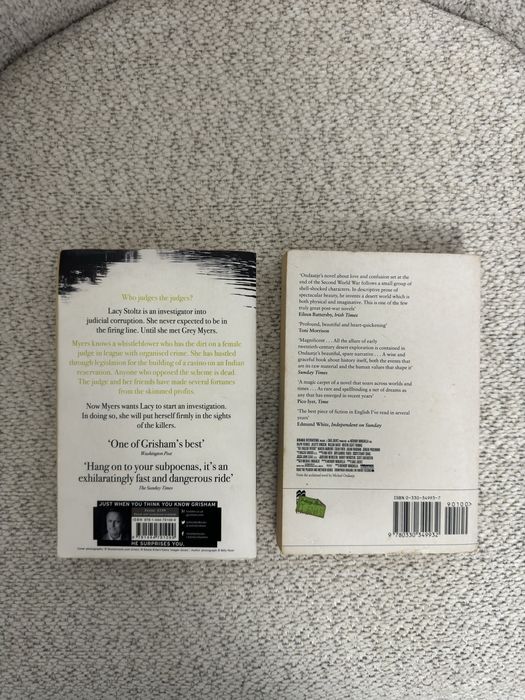 Who judges the judges?
Lacy Stoltz is an investigator into
judicial corruption. She never expected to be in
the firing line. Until she met Grey Myers.
Myers knows a whistleblower who has the dirt on a female
judge in league with organised crime. She has hustled
through legislation for the building of a casino on an Indian
reservation. Anyone who opposed the scheme is dead.
The judge and her friends have made several fortunes
from the skimmed profits.
Now Myers wants Lacy to start an investigation.
In doing so, she will put herself firmly in the sights
of the killers.
‘One of Grisham’s best’
Washington Post
‘Hang on to your subpoenas, it’s an
exhilaratingly fast and dangerous ride’
The Sunday Times
JUST WHEN YOU THINK YOU KNOW GRISHAM
HE SURPRISES YOU.
‘Ondaatje’s novel about love and confusion set at the
end of the Second World War follows a small group of
shell-shocked characters. In descriptive prose of
spectacular beauty, he invents a desert world which is
both physical and imaginative. This is one of the few
truly great post-war novels’
Eileen Battersby, Irish Times
‘Profound, beautiful and heart-quickening’
Toni Morrison
‘Magnificent . . . All the allure of early
twentieth-century desert exploration is contained in
Ondaatje’s beautiful, spare narrative . . . A wise and
graceful book about history itself, both the events that
are its raw material and the human values that shape it’
Sunday Times
‘A magic carpet of a novel that soars across worlds and
times . . . As rare and spellbinding a net of dreams as
any that has emerged in recent years’
Pico Iyer, Time
‘The best piece of fiction in English I’ve read in several
years’
Edmund White, Independent on Sunday
ISBN 0-330-34993-7
90100>
9 780330 349932